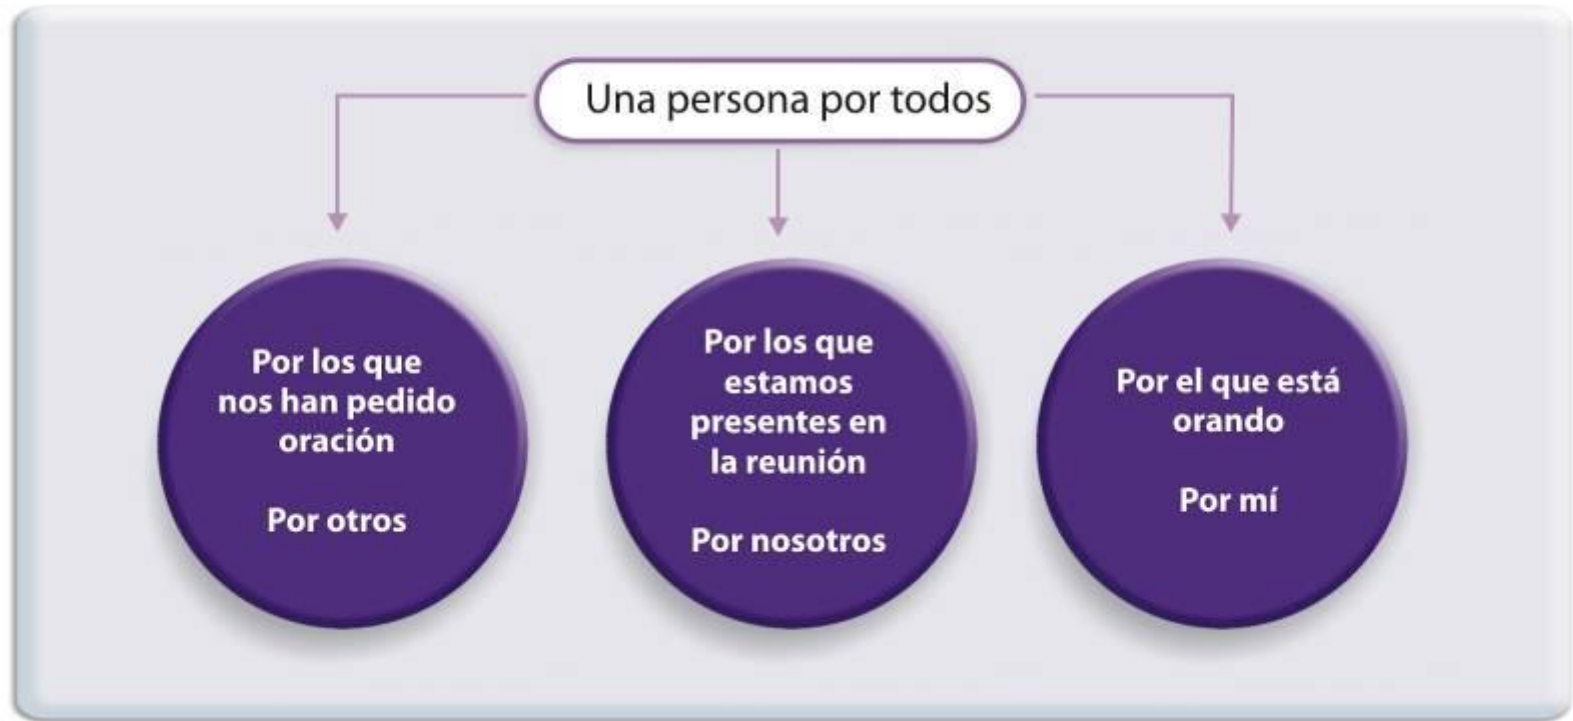 Una persona por todos
Por los que
nos han pedido
oración
Por otros
Por los que
estamos
presentes en
la reunión
Por nosotros
Por el que está
orando
Por mí